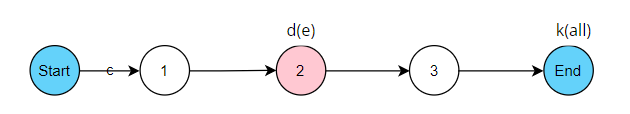 d(e)
k(all)
Start
c
1
2
3
End